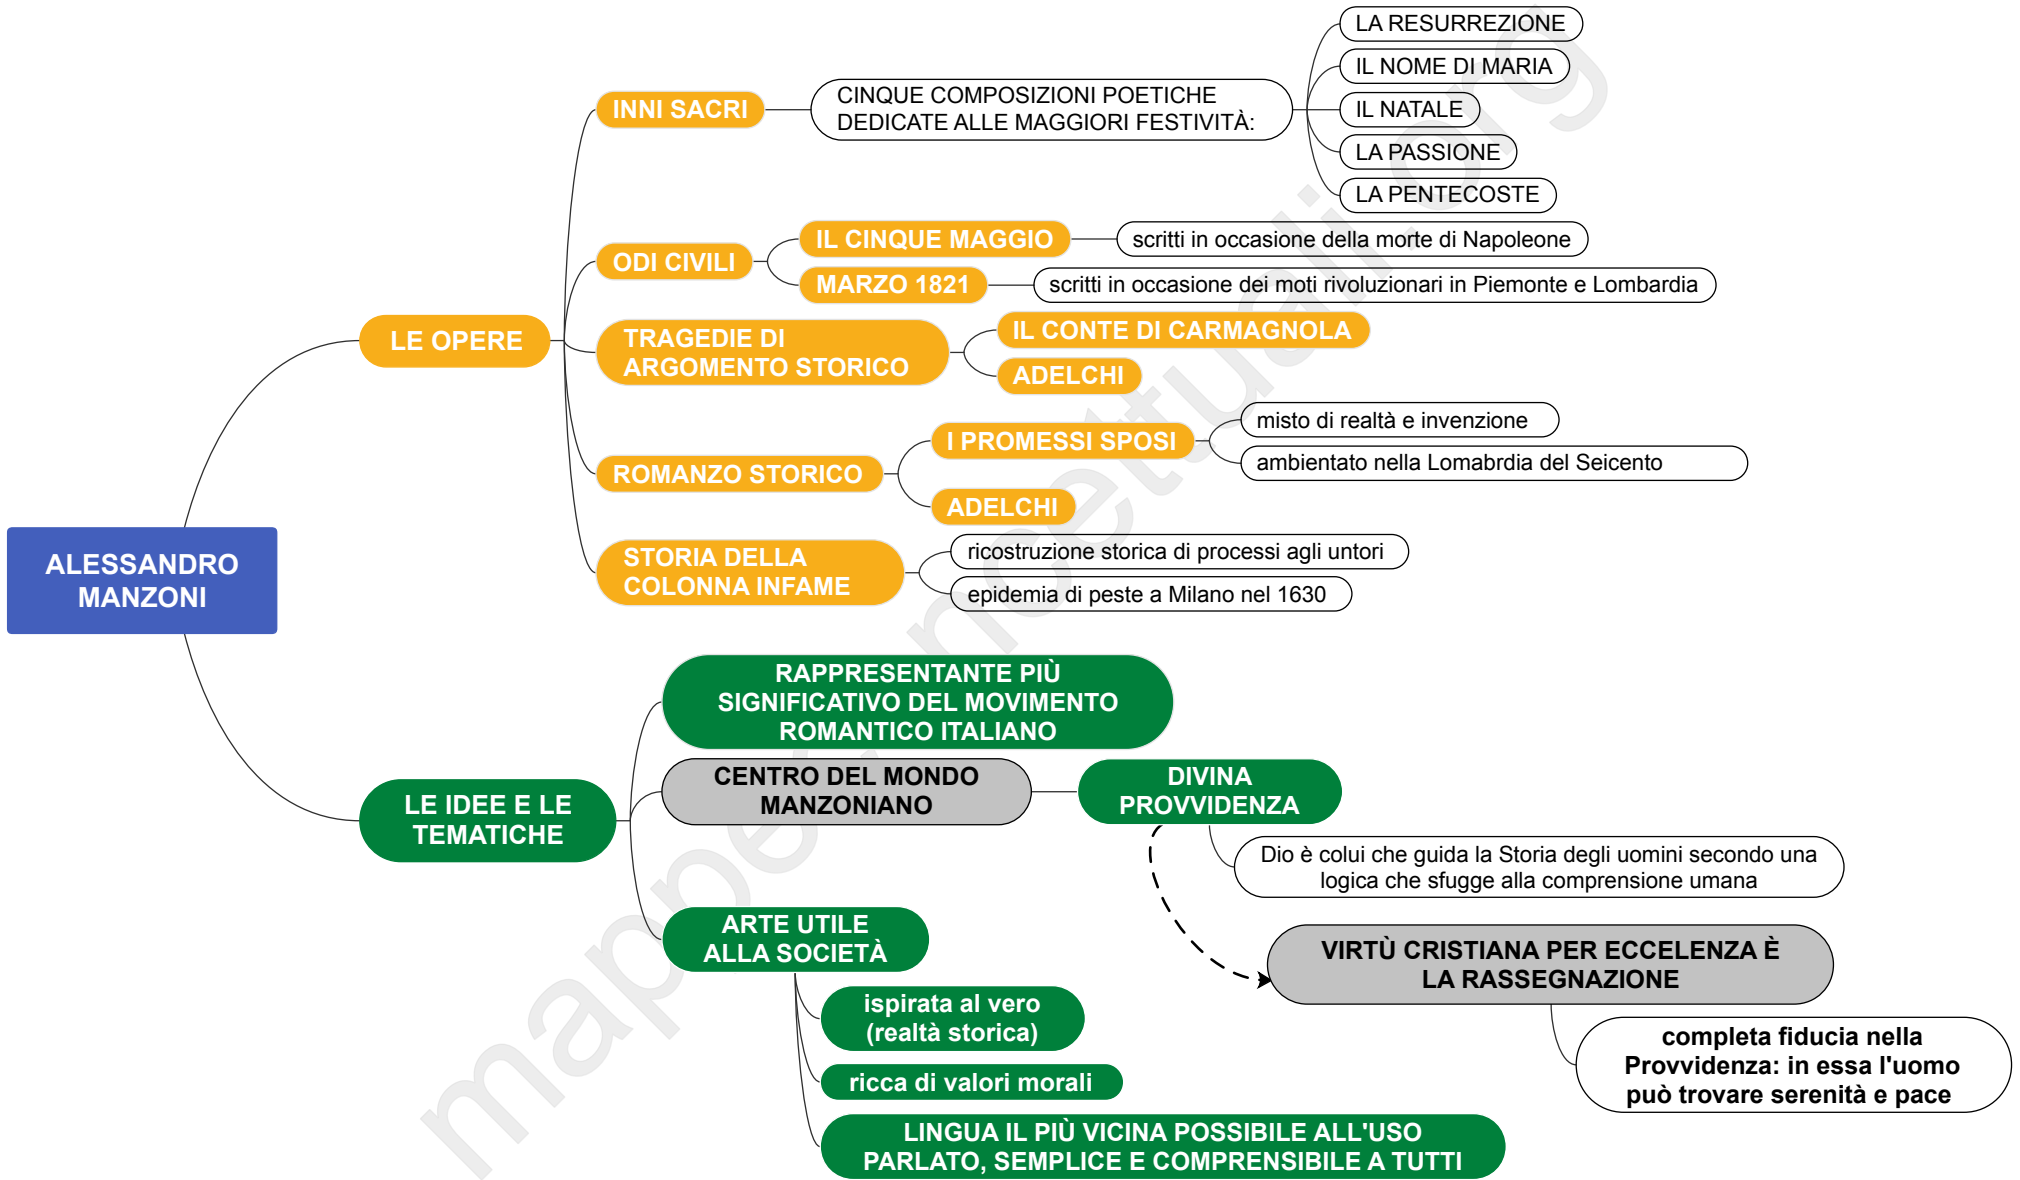 ALESSANDRO
MANZONI
LE OPERE
INNI SACRI
CINQUE COMPOSIZIONI POETICHE
DEDICATE ALLE MAGGIORI FESTIVITÀ:
LA RESURREZIONE
IL NOME DI MARIA
IL NATALE
LA PASSIONE
LA PENTECOSTE
ODI CIVILI
IL CINQUE MAGGIO
scritti in occasione della morte di Napoleone
MARZO 1821
scritti in occasione dei moti rivoluzionari in Piemonte e Lombardia
TRAGEDIE DI
ARGOMENTO STORICO
IL CONTE DI CARMAGNOLA
ADELCHI
ROMANZO STORICO
I PROMESSI SPOSI
misto di realtà e invenzione
ambientato nella Lomabrdia del Seicento
ADELCHI
STORIA DELLA
COLONNA INFAME
ricostruzione storica di processi agli untori
epidemia di peste a Milano nel 1630
LE IDEE E LE
TEMATICHE
RAPPRESENTANTE PIÙ
SIGNIFICATIVO DEL MOVIMENTO
ROMANTICO ITALIANO
CENTRO DEL MONDO
MANZONIANO
DIVINA
PROVVIDENZA
Dio è colui che guida la Storia degli uomini secondo una
logica che sfugge alla comprensione umana
VIRTÙ CRISTIANA PER ECCELENZA È
LA RASSEGNAZIONE
completa fiducia nella
Provvidenza: in essa l'uomo
può trovare serenità e pace
ARTE UTILE
ALLA SOCIETÀ
ispirata al vero
(realtà storica)
ricca di valori morali
LINGUA IL PIÙ VICINA POSSIBILE ALL'USO
PARLATO, SEMPLICE E COMPRENSIBILE A TUTTI